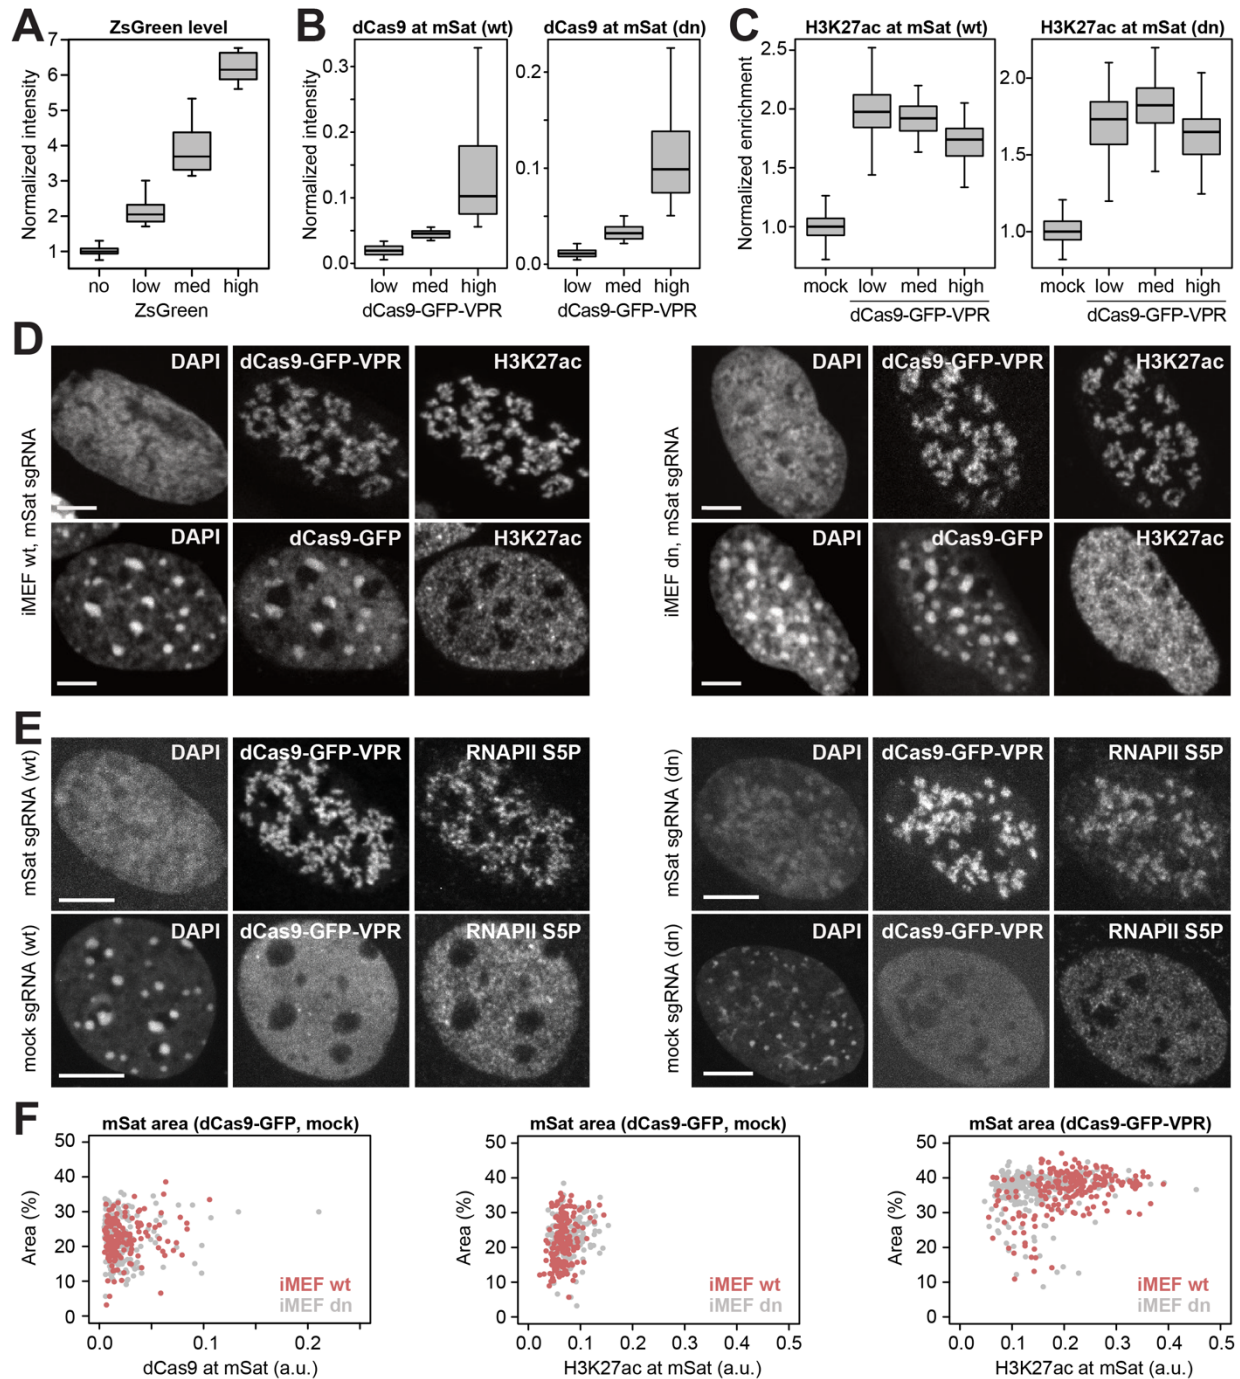 A
ZsGreen level
Normalized intensity
7
6
5
4
3
2
1
no low med high
ZsGreen
B
dCas9 at mSat (wt)
Normalized intensity
0.3
0.2
0.1
0.0
low med high
dCas9-GFP-VPR
dCas9 at mSat (dn)
0.2
0.1
0.0
low med high
dCas9-GFP-VPR
C
H3K27ac at mSat (wt)
Normalized enrichment
2.5
2.0
1.5
1.0
mock low med high
dCas9-GFP-VPR
H3K27ac at mSat (dn)
2.0
1.5
1.0
mock low med high
dCas9-GFP-VPR
D
iMEF wt, mSat sgRNA
DAPI dCas9-GFP-VPR H3K27ac
DAPI dCas9-GFP H3K27ac
iMEF dn, mSat sgRNA
DAPI dCas9-GFP-VPR H3K27ac
DAPI dCas9-GFP H3K27ac
E
mSat sgRNA (wt)
DAPI dCas9-GFP-VPR RNAPII S5P
mock sgRNA (wt)
DAPI dCas9-GFP-VPR RNAPII S5P
mSat sgRNA (dn)
DAPI dCas9-GFP-VPR RNAPII S5P
mock sgRNA (dn)
DAPI dCas9-GFP-VPR RNAPII S5P
F
mSat area (dCas9-GFP, mock)
Area (%)
50
40
30
20
10
0
iMEF wt
iMEF dn
0.0 0.1 0.2
dCas9 at mSat (a.u.)
mSat area (dCas9-GFP, mock)
Area (%)
50
40
30
20
10
0
iMEF wt
iMEF dn
0.0 0.1 0.2 0.3 0.4 0.5
H3K27ac at mSat (a.u.)
mSat area (dCas9-GFP-VPR)
Area (%)
50
40
30
20
10
0
iMEF wt
iMEF dn
0.0 0.1 0.2 0.3 0.4 0.5
H3K27ac at mSat (a.u.)